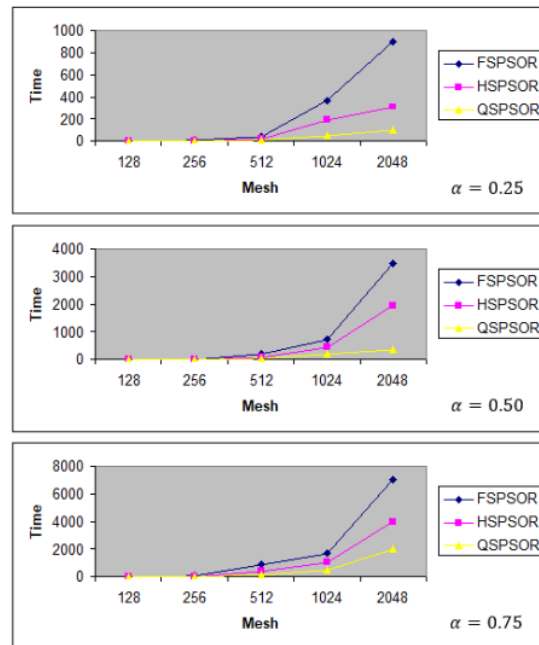 1000
800
600
400
200
0
Time
128 256 512 1024 2048
Mesh
FSPSOR
HSPSOR
QSPSOR
α = 0.25
4000
3000
2000
1000
0
Time
128 256 512 1024 2048
Mesh
FSPSOR
HSPSOR
QSPSOR
α = 0.50
8000
6000
4000
2000
0
Time
128 256 512 1024 2048
Mesh
FSPSOR
HSPSOR
QSPSOR
α = 0.75